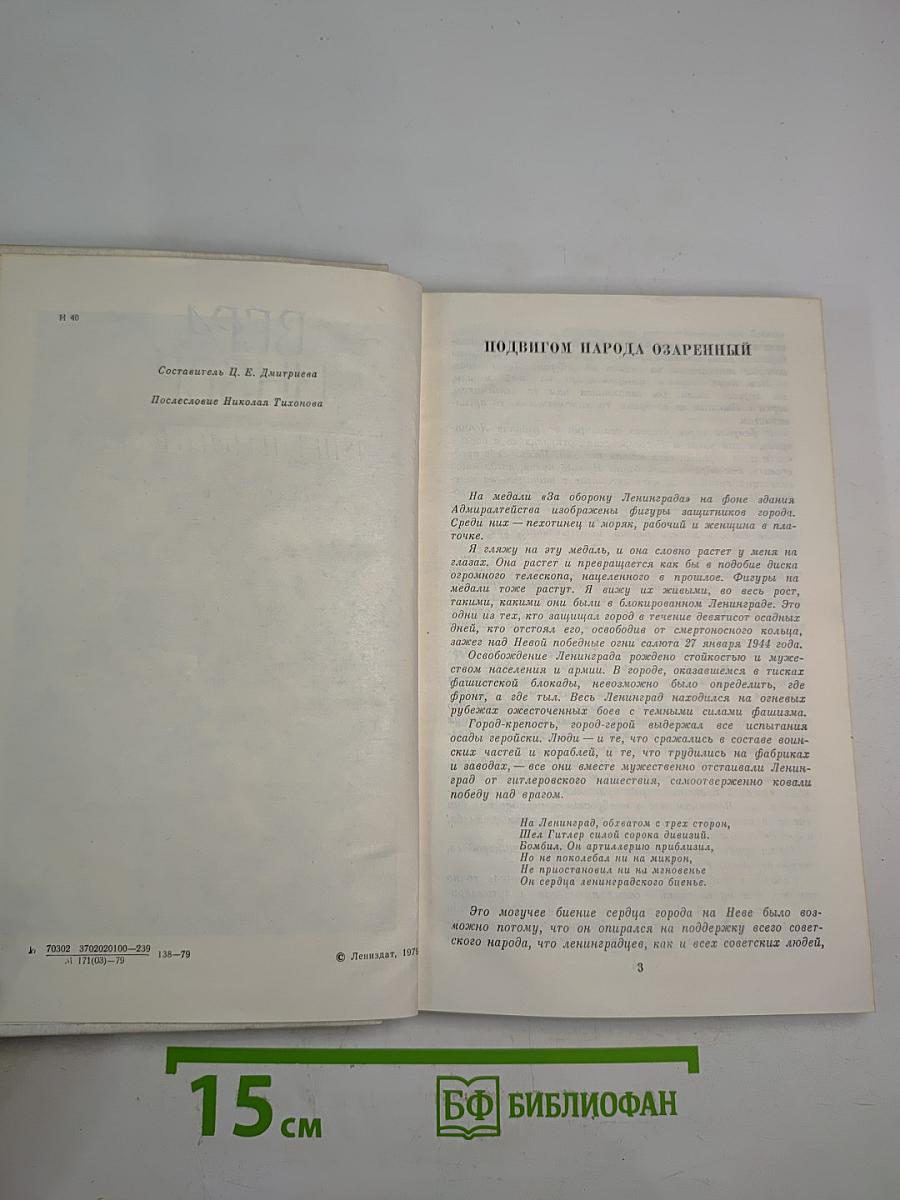 И 40
Составитель Ц. Е. Дмитриева
Послесловие Николая Тихонова
70302 3702020100—239
М 171(03)—79
138—79
© Лениздат, 1979
ПОДВИГОМ НАРОДА ОЗАРЕННЫЙ
На медали «За оборону Ленинграда» на фоне здания
Адмиралтейства изображены фигуры защитников города.
Среди них — пехотинец и моряк, рабочий и женщина в пла-
точке.
Я гляжу на эту медаль, и она словно растет у меня на
глазах. Она растет и превращается как бы в подобие диска
огромного телескопа, нацеленного в прошлое. Фигуры на
медали тоже растут. Я вижу их живыми, во весь рост,
такими, какими они были в блокированном Ленинграде. Это
одни из тех, кто защищал город в течение девятисот осадных
дней, кто отстоял его, освободив от смертоносного кольца,
зажег над Невой победные огни салюта 27 января 1944 года.
Освобождение Ленинграда рождено стойкостью и муже-
ством населения и армии. В городе, оказавшемся в тисках
фашистской блокады, невозможно было определить, где
фронт, а где тыл. Весь Ленинград находился на огневых
рубежах ожесточенных боев с темными силами фашизма.
Город-крепость, город-герой выдержал все испытания
осады геройски. Люди — и те, что сражались в составе воин-
ских частей и кораблей, и те, что трудились на фабриках
и заводах, — все они вместе мужественно отстаивали Ленин-
град от гитлеровского нашествия, самоотверженно ковали
победу над врагом.
На Ленинград, обхватом с трех сторон,
Шел Гитлер силой сорока дивизий.
Бомбил. Он артиллерию приблизил,
Но не поколебал ни на микрон,
Не приостановил ни на мгновенье
Он сердца ленинградского биенье.
Это могучее биение сердца города на Неве было воз-
можно потому, что он опирался на поддержку всего совет-
ского народа, что ленинградцев, как и всех советских людей,
3
15 см
БФ БИБЛИОФАН